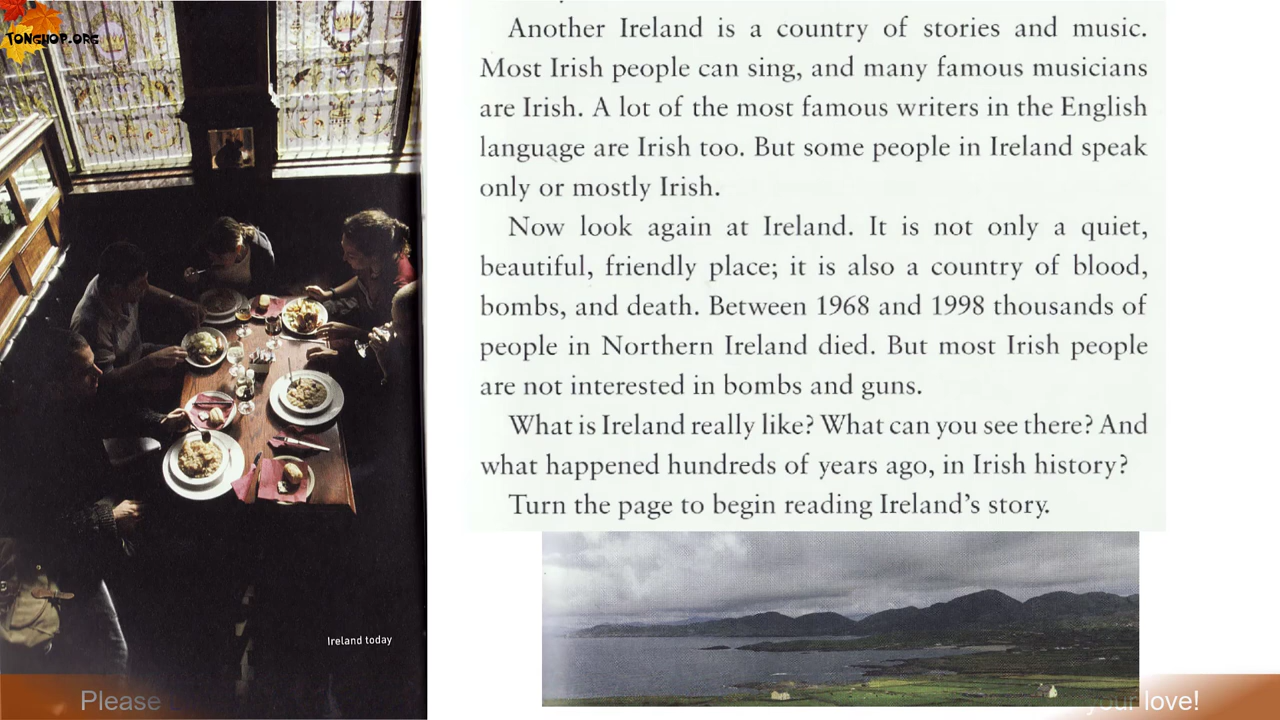 TONGHOP.ORG
Another Ireland is a country of stories and music.
Most Irish people can sing, and many famous musicians
are Irish. A lot of the most famous writers in the English
language are Irish too. But some people in Ireland speak
only or mostly Irish.
Now look again at Ireland. It is not only a quiet,
beautiful, friendly place; it is also a country of blood,
bombs, and death. Between 1968 and 1998 thousands of
people in Northern Ireland died. But most Irish people
are not interested in bombs and guns.
What is Ireland really like? What can you see there? And
what happened hundreds of years ago, in Irish history?
Turn the page to begin reading Ireland's story.
Ireland today
Please
your love!